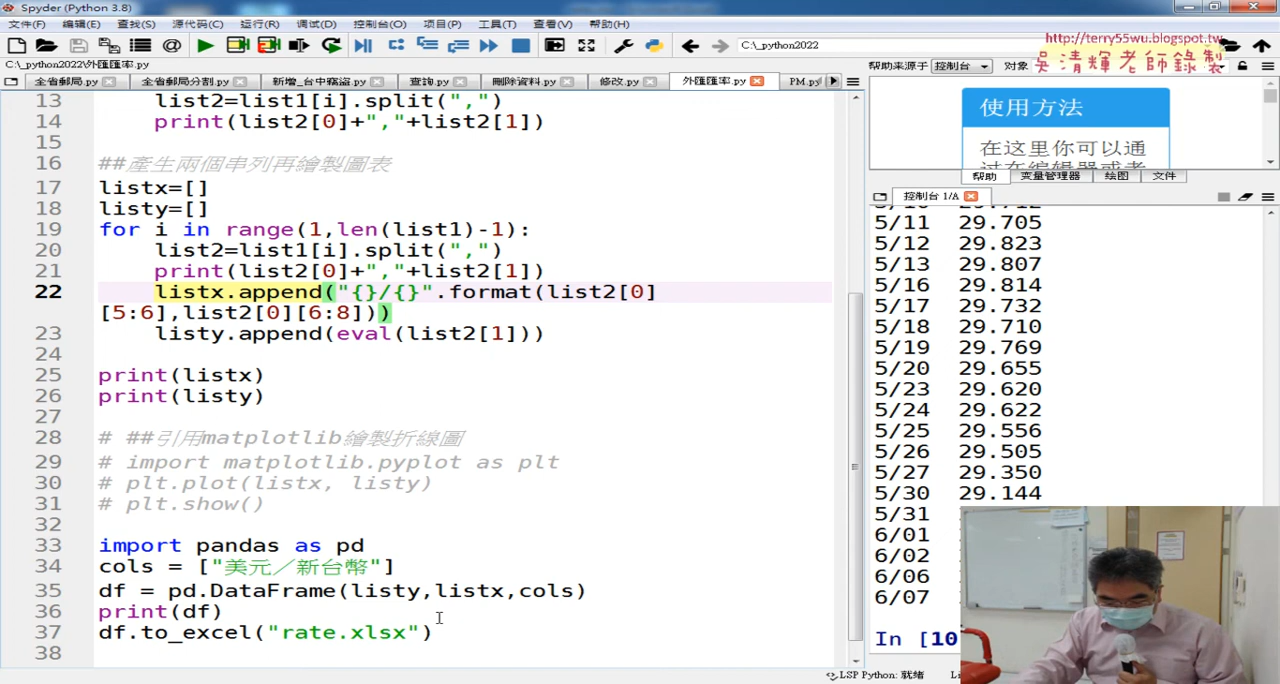 Spyder (Python 3.8)
文件(F) 编辑(E) 查找(S) 源代码(C) 运行(R) 调试(D) 控制台(O) 项目(P) 工具(T) 查看(V) 帮助(H)
C:\_python2022
http://terry55wu.blogspot.tw
吳清輝老師錄製
C:\_python2022\外匯匯率.py
帮助来源于 控制台 对象
全省郵局.py 全省郵局分割.py 新增_台中竊盜.py 查詢.py 刪除資料.py 修改.py 外匯匯率.py PM.py
13 list2=list1[i].split(",")
14 print(list2[0]+","+list2[1])
15
16 ##產生兩個串列再繪製圖表
17 listx=[]
18 listy=[]
19 for i in range(1,len(list1)-1):
20 list2=list1[i].split(",")
21 print(list2[0]+","+list2[1])
22 listx.append("{}/{}".format(list2[0]
[5:6],list2[0][6:8]))
23 listy.append(eval(list2[1]))
24
25 print(listx)
26 print(listy)
27
28 # ##引用matplotlib繪製折線圖
29 # import matplotlib.pyplot as plt
30 # plt.plot(listx, listy)
31 # plt.show()
32
33 import pandas as pd
34 cols = ["美元／新台幣"]
35 df = pd.DataFrame(listy,listx,cols)
36 print(df)
37 df.to_excel("rate.xlsx")
38
使用方法
在这里你可以通
过在编辑器或者
帮助 变量管理器 绘图 文件
控制台 1/A
5/10 29.712
5/11 29.705
5/12 29.823
5/13 29.807
5/16 29.814
5/17 29.732
5/18 29.710
5/19 29.769
5/20 29.655
5/23 29.620
5/24 29.622
5/25 29.556
5/26 29.505
5/27 29.350
5/30 29.144
5/31
6/01
6/02
6/06
6/07
In [10
LSP Python: 就绪